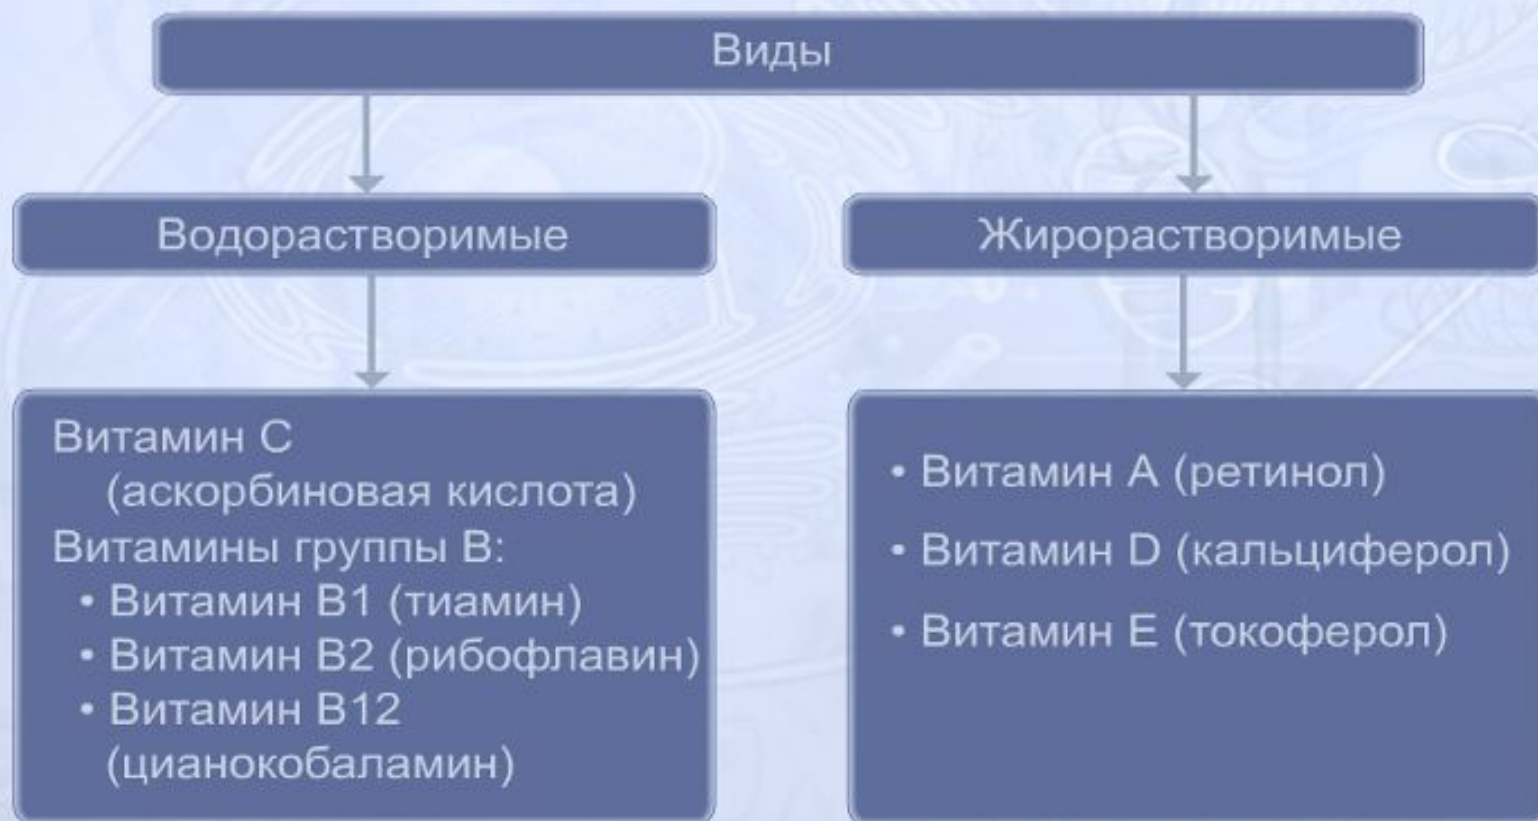 Виды
Водорастворимые
Жирорастворимые
Витамин С
(аскорбиновая кислота)
Витамины группы В:
• Витамин В1 (тиамин)
• Витамин В2 (рибофлавин)
• Витамин В12
(цианокобаламин)
• Витамин А (ретинол)
• Витамин D (кальциферол)
• Витамин Е (токоферол)